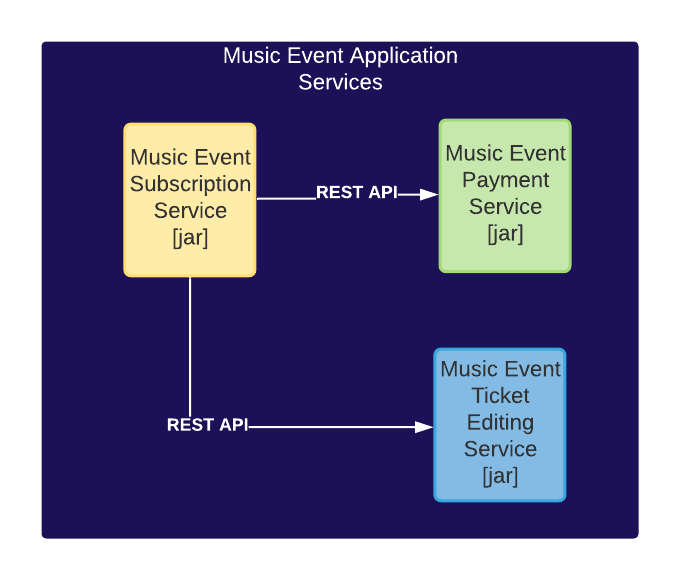 Music Event Application
Services
Music Event
Subscription
Service
[jar]
REST API
Music Event
Payment
Service
[jar]
REST API
Music Event
Ticket
Editing
Service
[jar]